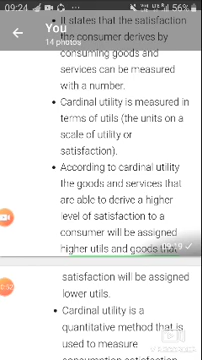 09:24
56%
• It states that the satisfaction
You
the consumer derives by
14 photos
consuming goods and
services can be measured
with a number.
• Cardinal utility is measured in
terms of utils (the units on a
scale of utility or
satisfaction).
• According to cardinal utility
the goods and services that
are able to derive a higher
level of satisfaction to a
consumer will be assigned
higher utils and goods that
satisfaction will be assigned
lower utils.
• Cardinal utility is a
quantitative method that is
used to measure
consumption satisfaction